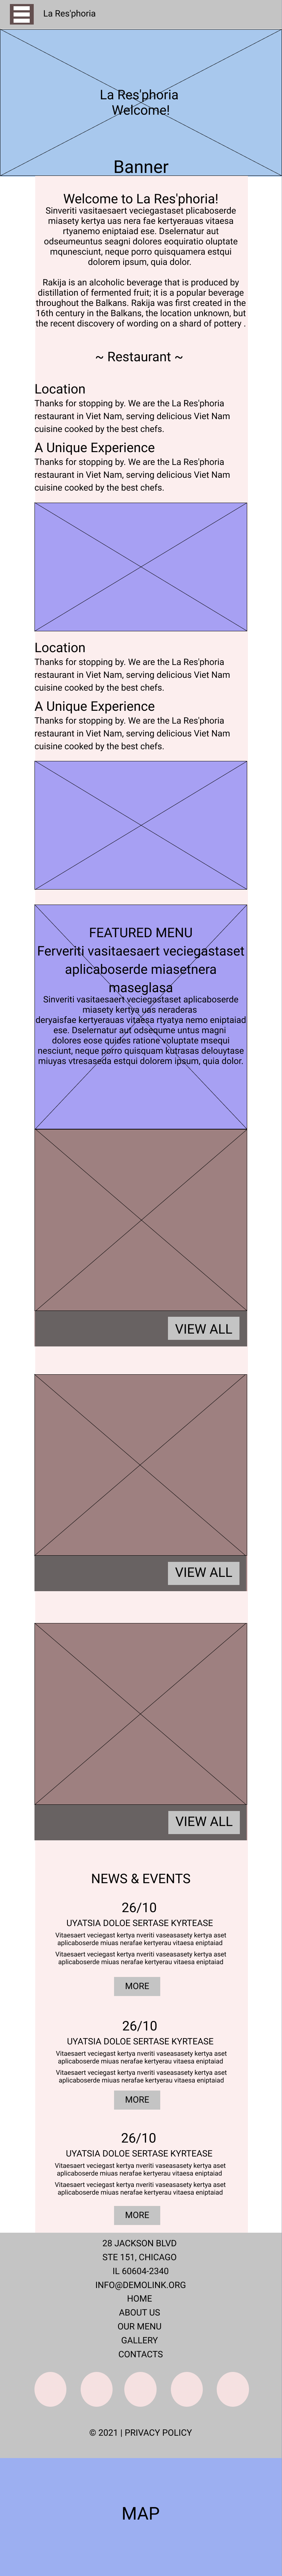 La Res'phoria
La Res'phoria
Welcome!
Banner
Welcome to La Res'phoria!
Sinveriti vasitaesaert veciegastaset plicaboserde
miasety kertya uas nera fae kertyerauas vitaesa
rtyanemo eniptaiad ese. Dselernatur aut
odseumeuntus seagni dolores eoquiratio oluptate
mqunesciunt, neque porro quisquamera estqui
dolorem ipsum, quia dolor.
Rakija is an alcoholic beverage that is produced by
distillation of fermented fruit; it is a popular beverage
throughout the Balkans. Rakija was first created in the
16th century in the Balkans, the location unknown, but
the recent discovery of wording on a shard of pottery .
~ Restaurant ~
Location
Thanks for stopping by. We are the La Res'phoria
restaurant in Viet Nam, serving delicious Viet Nam
cuisine cooked by the best chefs.
A Unique Experience
Thanks for stopping by. We are the La Res'phoria
restaurant in Viet Nam, serving delicious Viet Nam
cuisine cooked by the best chefs.
Location
Thanks for stopping by. We are the La Res'phoria
restaurant in Viet Nam, serving delicious Viet Nam
cuisine cooked by the best chefs.
A Unique Experience
Thanks for stopping by. We are the La Res'phoria
restaurant in Viet Nam, serving delicious Viet Nam
cuisine cooked by the best chefs.
FEATURED MENU
Ferveriti vasitaesaert veciegastaset
aplicaboserde miasetnera
maseglasa
Sinveriti vasitaesaert veciegastaset aplicaboserde
miasety kertya uas neraderas
deryaisfae kertyerauas vitaesa rtyatya nemo eniptaiad
ese. Dselernatur aut odsequme untus magni
dolores eose quides ratione voluptate msequi
nesciunt, neque porro quisquam kutrasas delouytase
miuyas vtresaseda estqui dolorem ipsum, quia dolor.
VIEW ALL
VIEW ALL
VIEW ALL
NEWS & EVENTS
26/10
UYATSIA DOLOE SERTASE KYRTEASE
Vitaesaert veciegast kertya nveriti vaseasasety kertya aset
aplicaboserde miuas nerafae kertyerau vitaesa eniptaiad
Vitaesaert veciegast kertya nveriti vaseasasety kertya aset
aplicaboserde miuas nerafae kertyerau vitaesa eniptaiad
MORE
26/10
UYATSIA DOLOE SERTASE KYRTEASE
Vitaesaert veciegast kertya nveriti vaseasasety kertya aset
aplicaboserde miuas nerafae kertyerau vitaesa eniptaiad
Vitaesaert veciegast kertya nveriti vaseasasety kertya aset
aplicaboserde miuas nerafae kertyerau vitaesa eniptaiad
MORE
26/10
UYATSIA DOLOE SERTASE KYRTEASE
Vitaesaert veciegast kertya nveriti vaseasasety kertya aset
aplicaboserde miuas nerafae kertyerau vitaesa eniptaiad
Vitaesaert veciegast kertya nveriti vaseasasety kertya aset
aplicaboserde miuas nerafae kertyerau vitaesa eniptaiad
MORE
28 JACKSON BLVD
STE 151, CHICAGO
IL 60604-2340
INFO@DEMOLINK.ORG
HOME
ABOUT US
OUR MENU
GALLERY
CONTACTS
© 2021 | PRIVACY POLICY
MAP